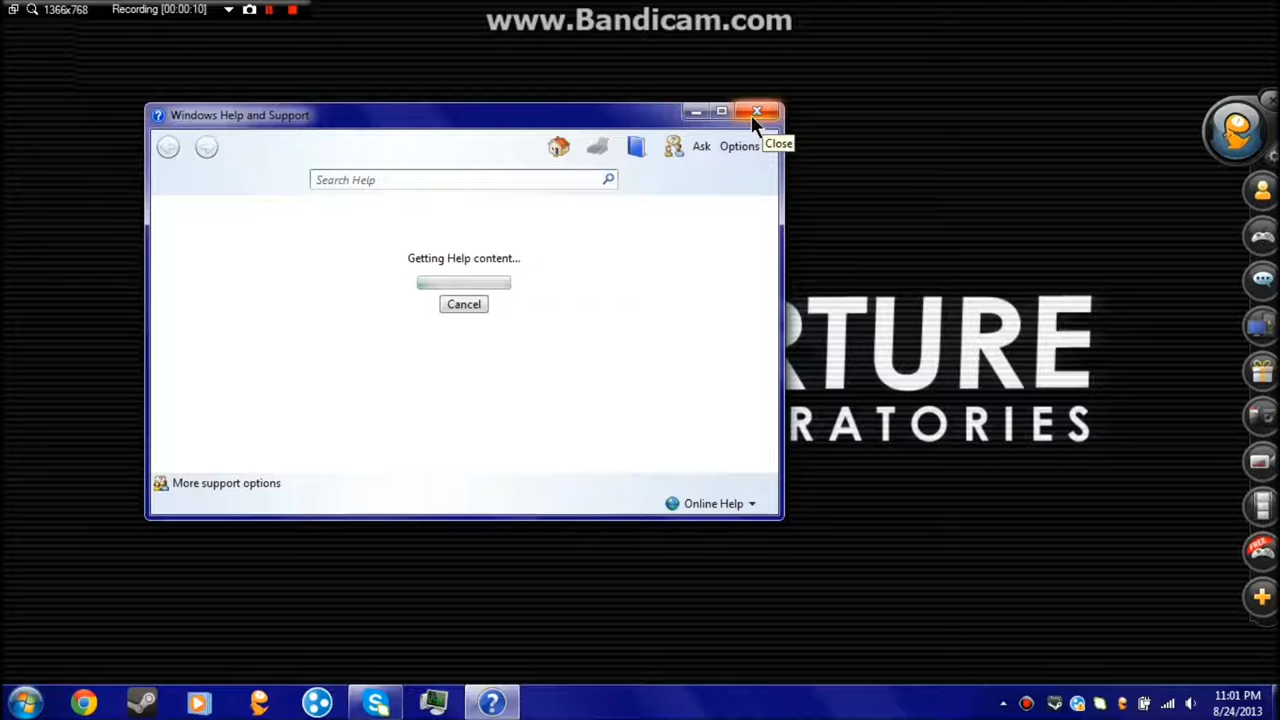 1366x768 Recording [00:00:10]
www.Bandicam.com
Windows Help and Support
Ask Options
Close
Search Help
Getting Help content...
Cancel
RTURE
RATORIES
More support options
Online Help
FREE
11:01 PM
8/24/2013